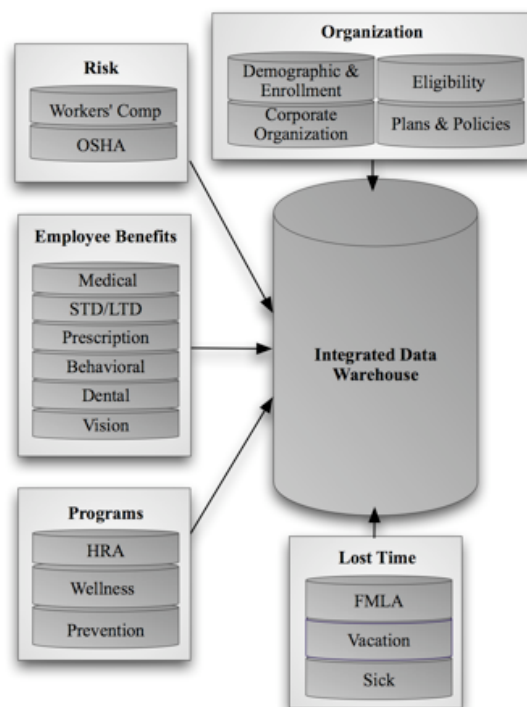 Organization
Demographic &
Enrollment
Eligibility
Corporate
Organization
Plans & Policies
Risk
Workers' Comp
OSHA
Employee Benefits
Medical
STD/LTD
Prescription
Behavioral
Dental
Vision
Integrated Data
Warehouse
Programs
HRA
Wellness
Prevention
Lost Time
FMLA
Vacation
Sick